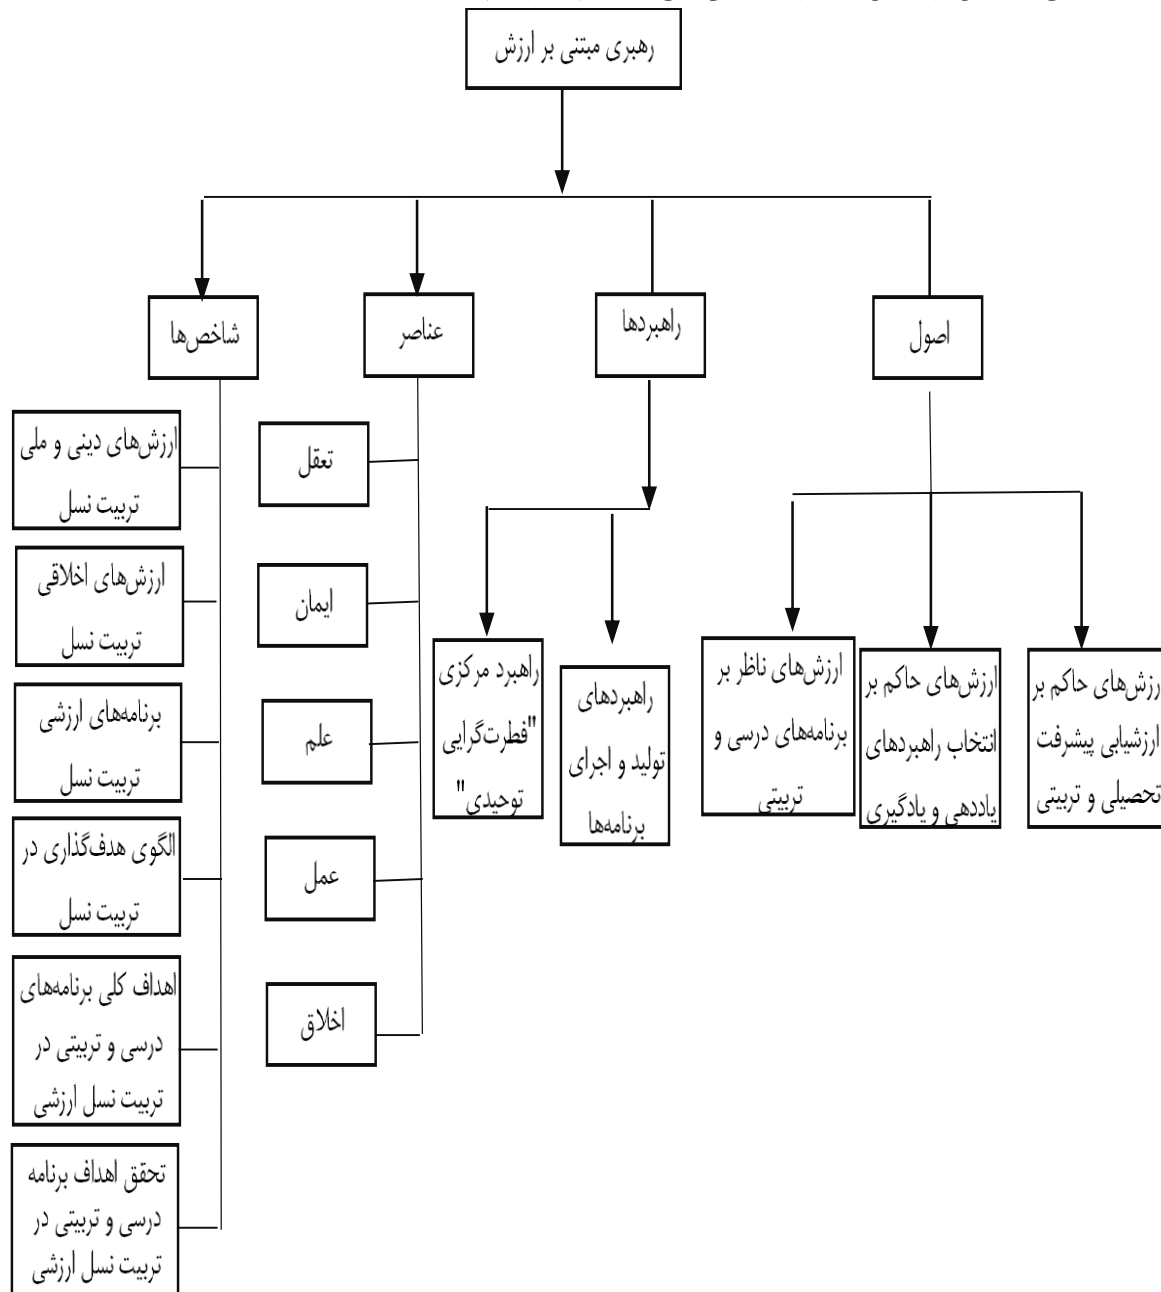 رهبری مبتنی بر ارزش
اصول
راهبردها
عناصر
شاخص‌ها
رزش‌های حاکم بر
ارزشیابی پیشرفت
تحصیلی و تربیتی
ارزش‌های حاکم بر
انتخاب راهبردهای
یاددهی و یادگیری
ارزش‌های ناظر بر
برنامه‌های درسی و
تربیتی
راهبردهای
تولید و اجرای
برنامه‌ها
راهبرد مرکزی
"فطرت‌گرایی
توحیدی"
تعقل
ایمان
علم
عمل
اخلاق
ارزش‌های دینی و ملی
تربیت نسل
ارزش‌های اخلاقی
تربیت نسل
برنامه‌های ارزشی
تربیت نسل
الگوی هدف‌گذاری در
تربیت نسل
اهداف کلی برنامه‌های
درسی و تربیتی در
تربیت نسل ارزشی
تحقق اهداف برنامه
درسی و تربیتی در
تربیت نسل ارزشی